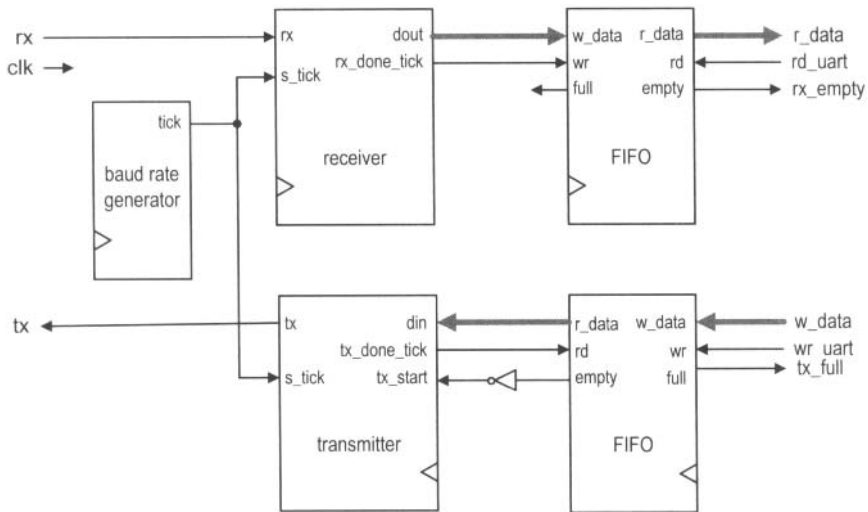 rx
clk
rx
dout
s_tick
rx_done_tick
receiver
w_data
r_data
wr
rd
full
empty
FIFO
r_data
rd_uart
rx_empty
tick
baud rate
generator
tx
tx
din
tx_done_tick
s_tick
tx_start
transmitter
r_data
w_data
rd
wr
empty
full
FIFO
w_data
wr_uart
tx_full